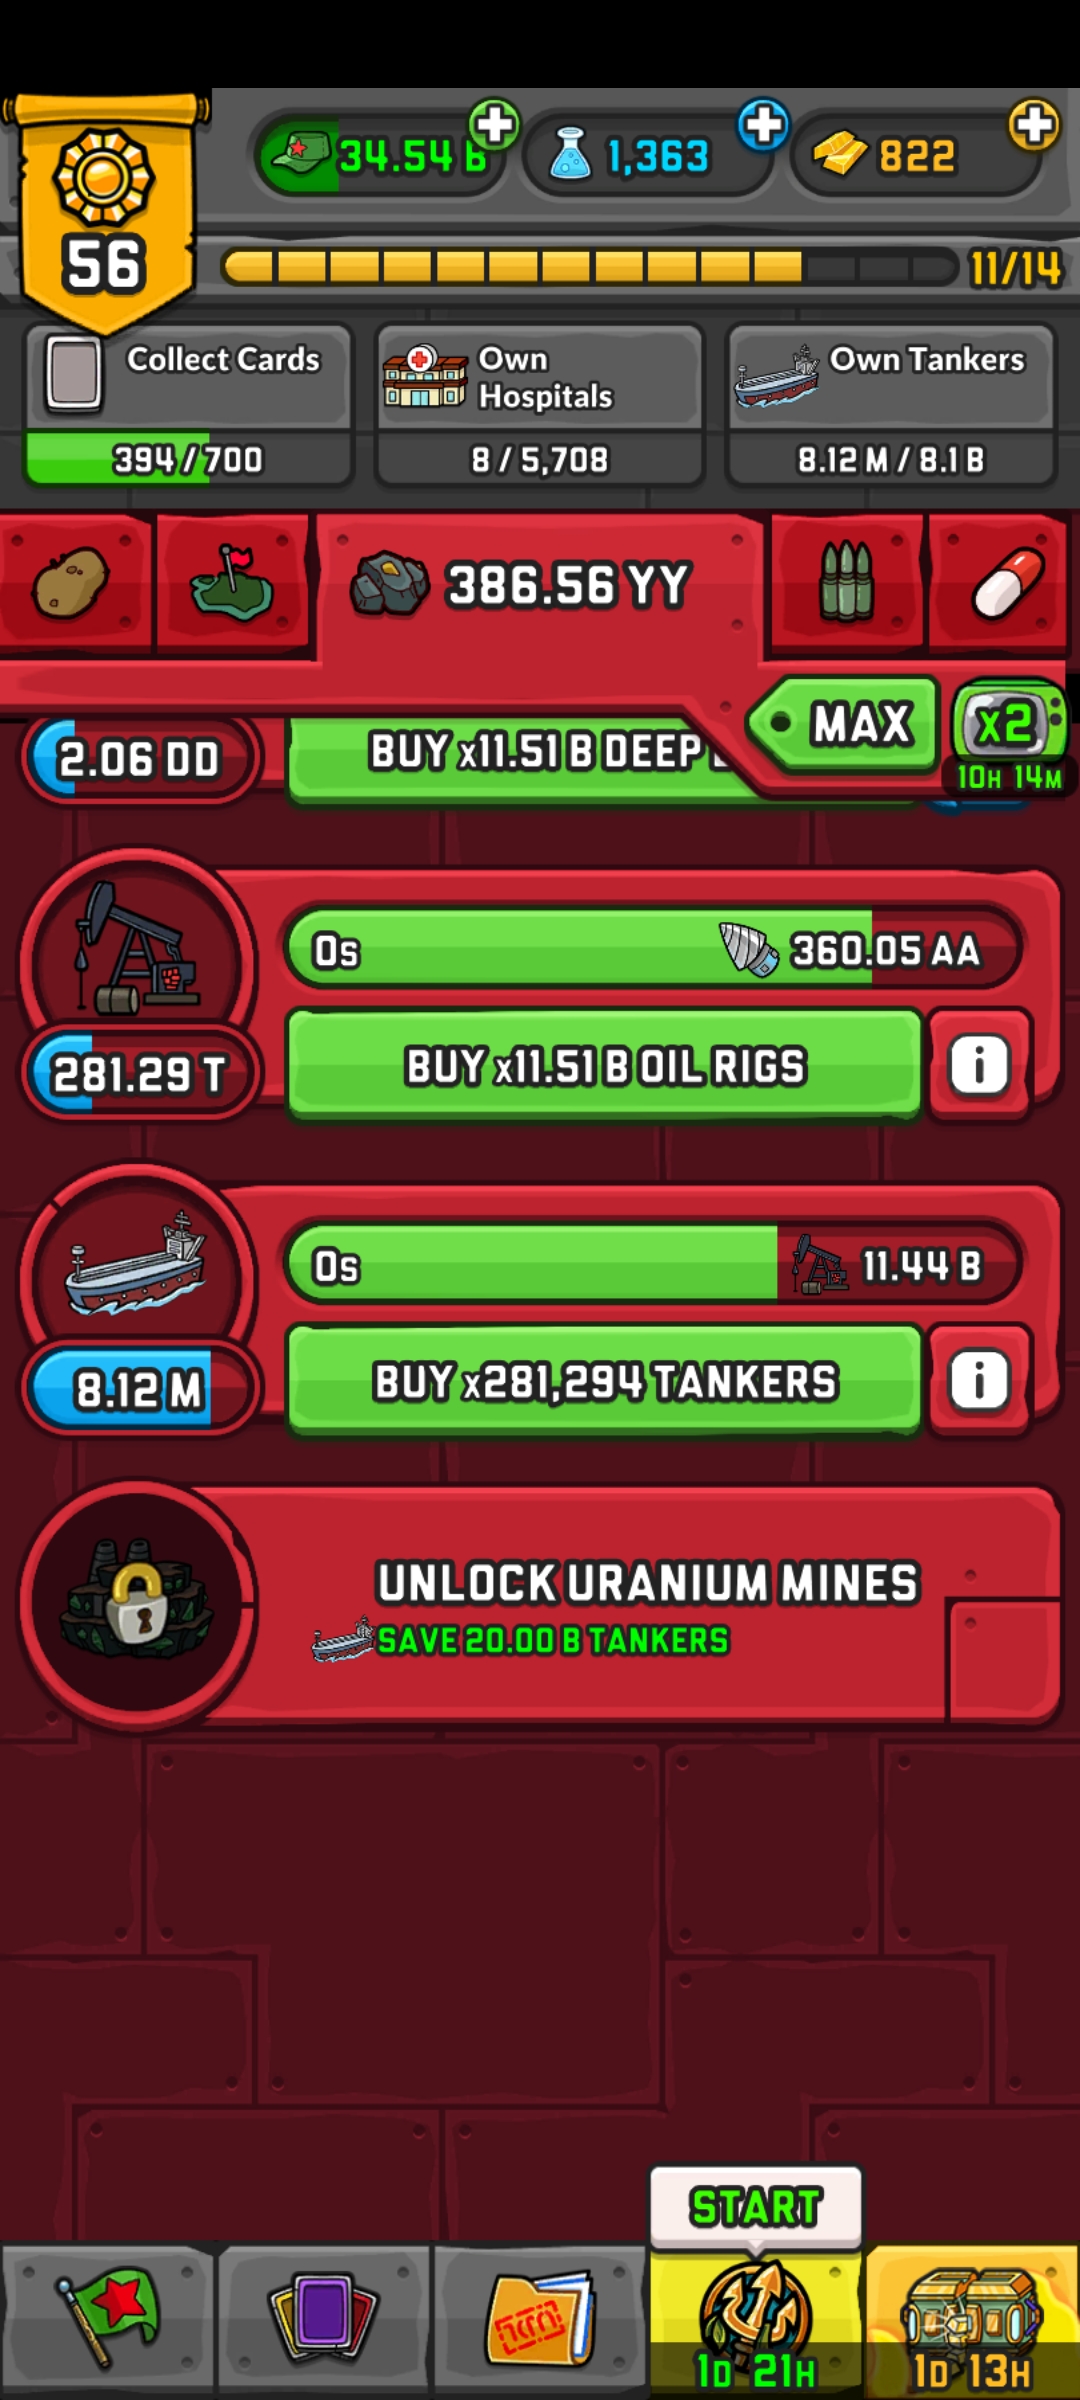 34.54 B
1,363
822
56
11/14
Collect Cards
394/700
Own
Hospitals
8/5,708
Own Tankers
8.12 M/8.1 B
386.56 YY
MAX
x2
10H 14M
2.06 DD
BUY x11.51 B DEEP
0s
360.05 AA
281.29 T
BUY x11.51 B OIL RIGS
i
0s
11.44 B
8.12 M
BUY x281,294 TANKERS
i
UNLOCK URANIUM MINES
SAVE 20.00 B TANKERS
START
1D 21H
1D 13H